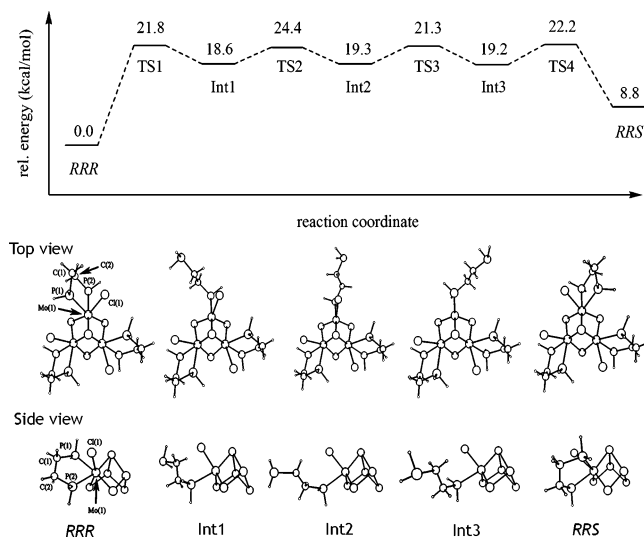 rel. energy (kcal/mol)
21.8
24.4
21.3
22.2
18.6
19.3
19.2
TS1
TS2
TS3
TS4
Int1
Int2
Int3
8.8
0.0
RRR
RRS
reaction coordinate
Top view
C(1)
C(2)
P(1)
P(2)
Cl(1)
Mo(1)
Side view
P(1)
Cl(1)
C(1)
P(2)
C(2)
Mo(1)
RRR
Int1
Int2
Int3
RRS